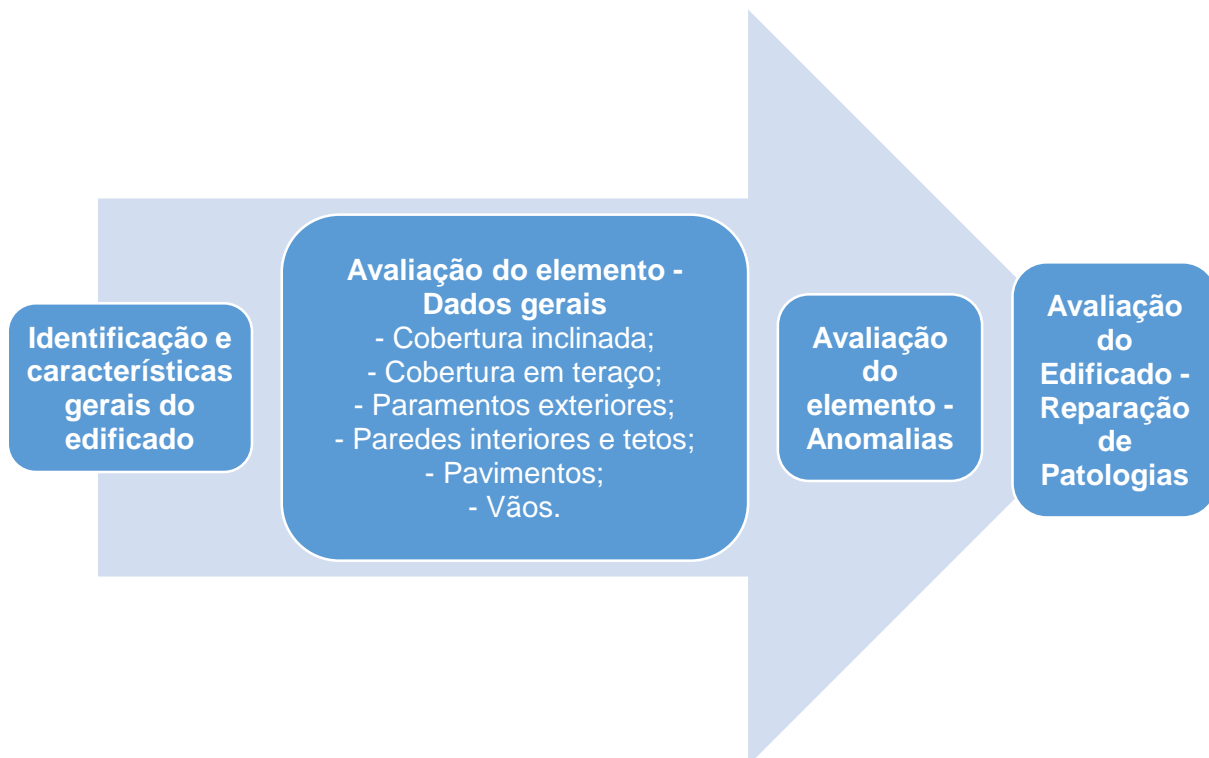 Identificação e
características
gerais do
edificado
Avaliação do elemento -
Dados gerais
- Cobertura inclinada;
- Cobertura em teraço;
- Paramentos exteriores;
- Paredes interiores e tetos;
- Pavimentos;
- Vãos.
Avaliação
do
elemento -
Anomalias
Avaliação
do
Edificado -
Reparação
de
Patologias